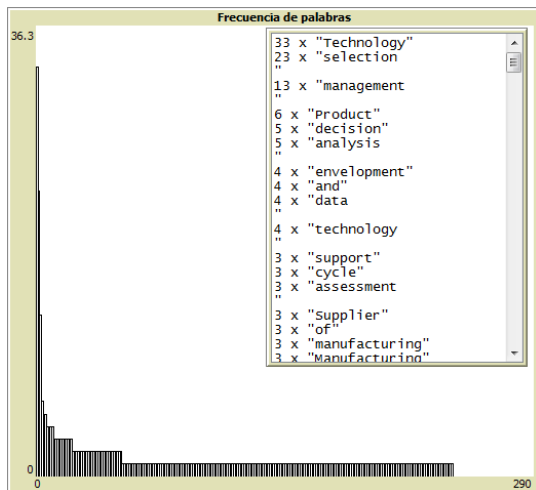 Frecuencia de palabras
36.3
33 x "Technology"
23 x "selection
"
13 x "management
"
6 x "Product"
5 x "decision"
5 x "analysis
"
4 x "envelopment"
4 x "and"
4 x "data
"
4 x "technology
"
3 x "support"
3 x "cycle"
3 x "assessment
"
3 x "Supplier"
3 x "of"
3 x "manufacturing"
3 x "Manufacturing"
0
0
290